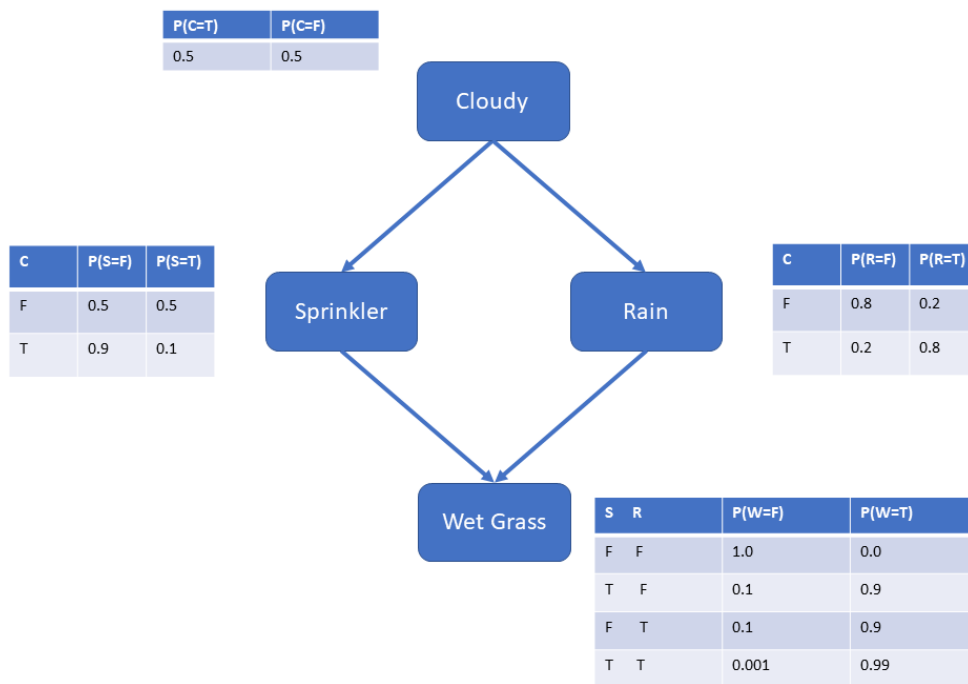 P(C=T) P(C=F)
0.5 0.5
Cloudy
C P(S=F) P(S=T)
F 0.5 0.5
T 0.9 0.1
Sprinkler
Rain
C P(R=F) P(R=T)
F 0.8 0.2
T 0.2 0.8
Wet Grass
S R P(W=F) P(W=T)
F F 1.0 0.0
T F 0.1 0.9
F T 0.1 0.9
T T 0.001 0.99